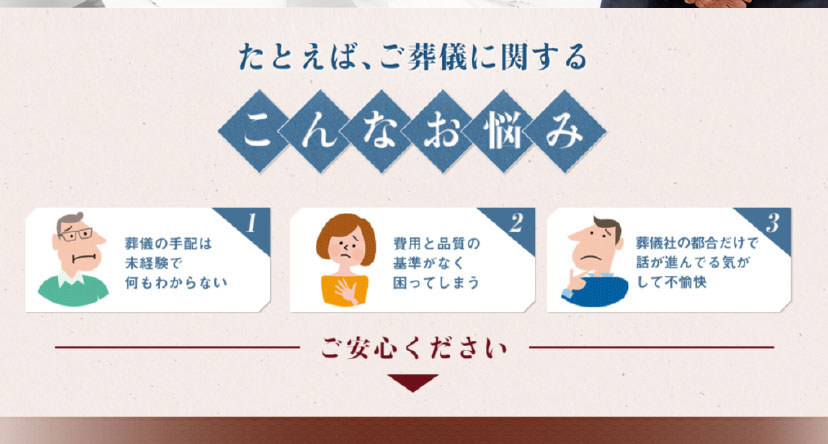 たとえば、ご葬儀に関する
こんなお悩み
1
葬儀の手配は
未経験で
何もわからない
2
費用と品質の
基準がなく
困ってしまう
3
葬儀社の都合だけで
話が進んでる気が
して不愉快
ご安心ください